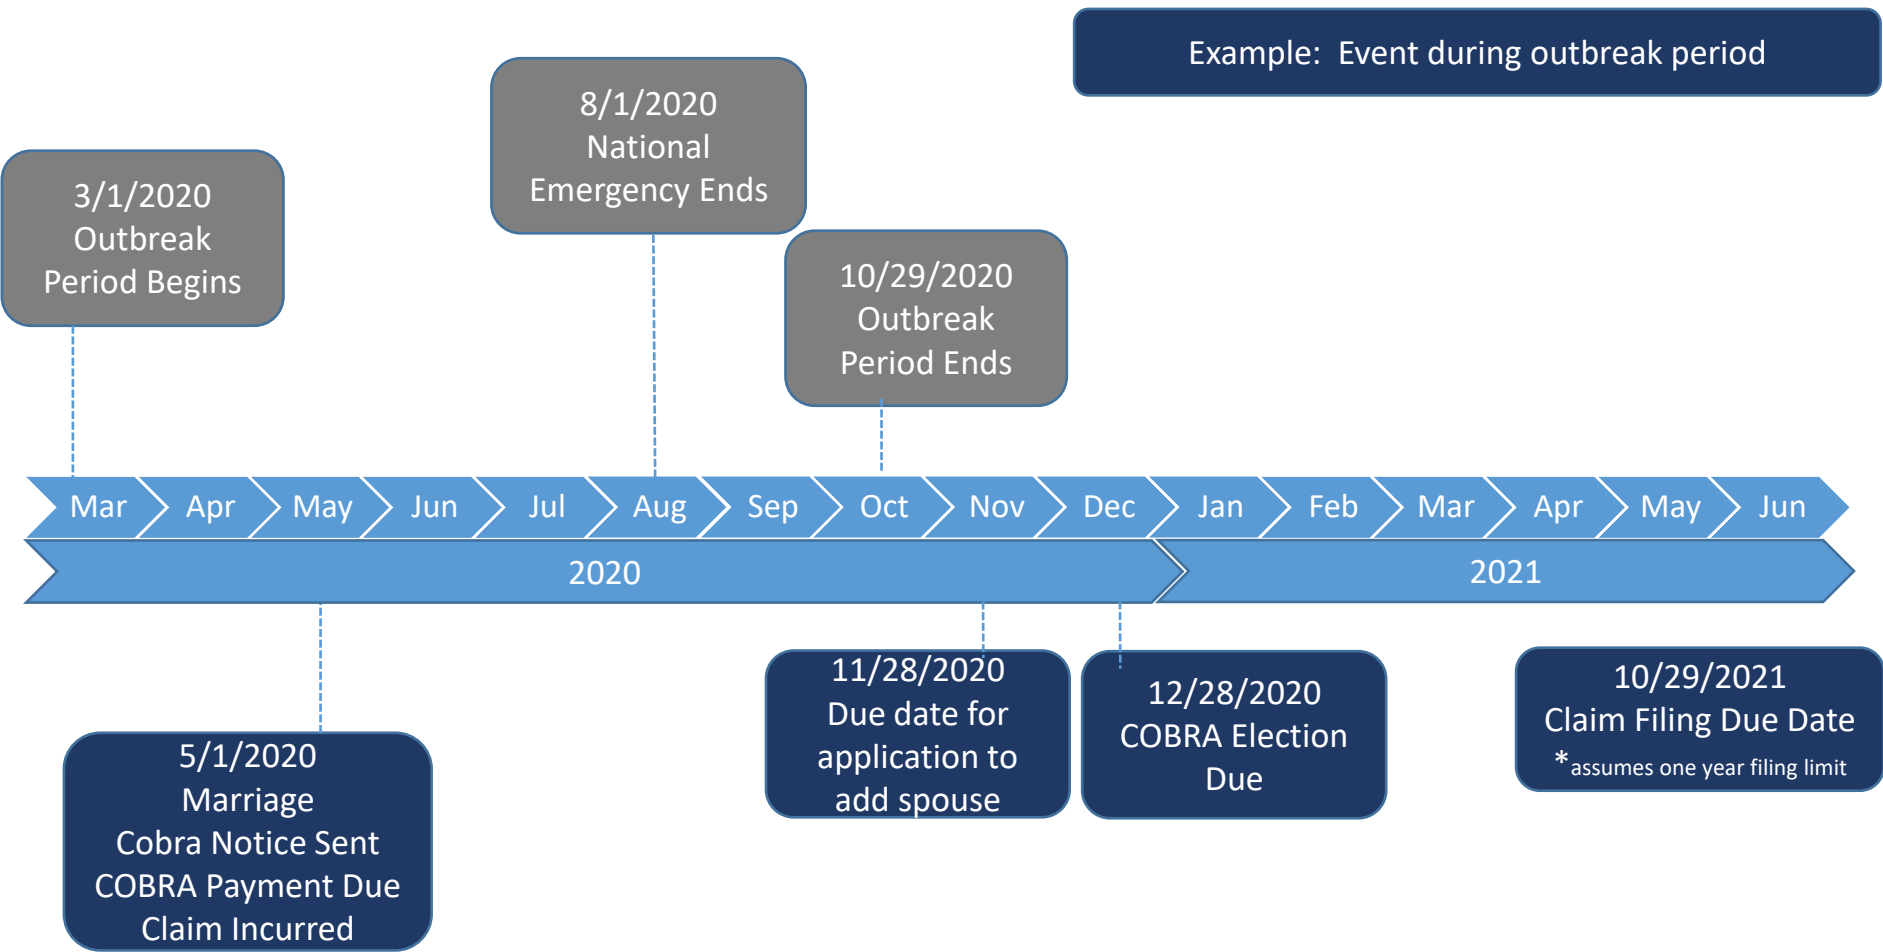 Example: Event during outbreak period
8/1/2020
National
Emergency Ends
3/1/2020
Outbreak
Period Begins
10/29/2020
Outbreak
Period Ends
Mar Apr May Jun Jul Aug Sep Oct Nov Dec Jan Feb Mar Apr May Jun
2020 2021
5/1/2020
Marriage
Cobra Notice Sent
COBRA Payment Due
Claim Incurred
11/28/2020
Due date for
application to
add spouse
12/28/2020
COBRA Election
Due
10/29/2021
Claim Filing Due Date
*assumes one year filing limit